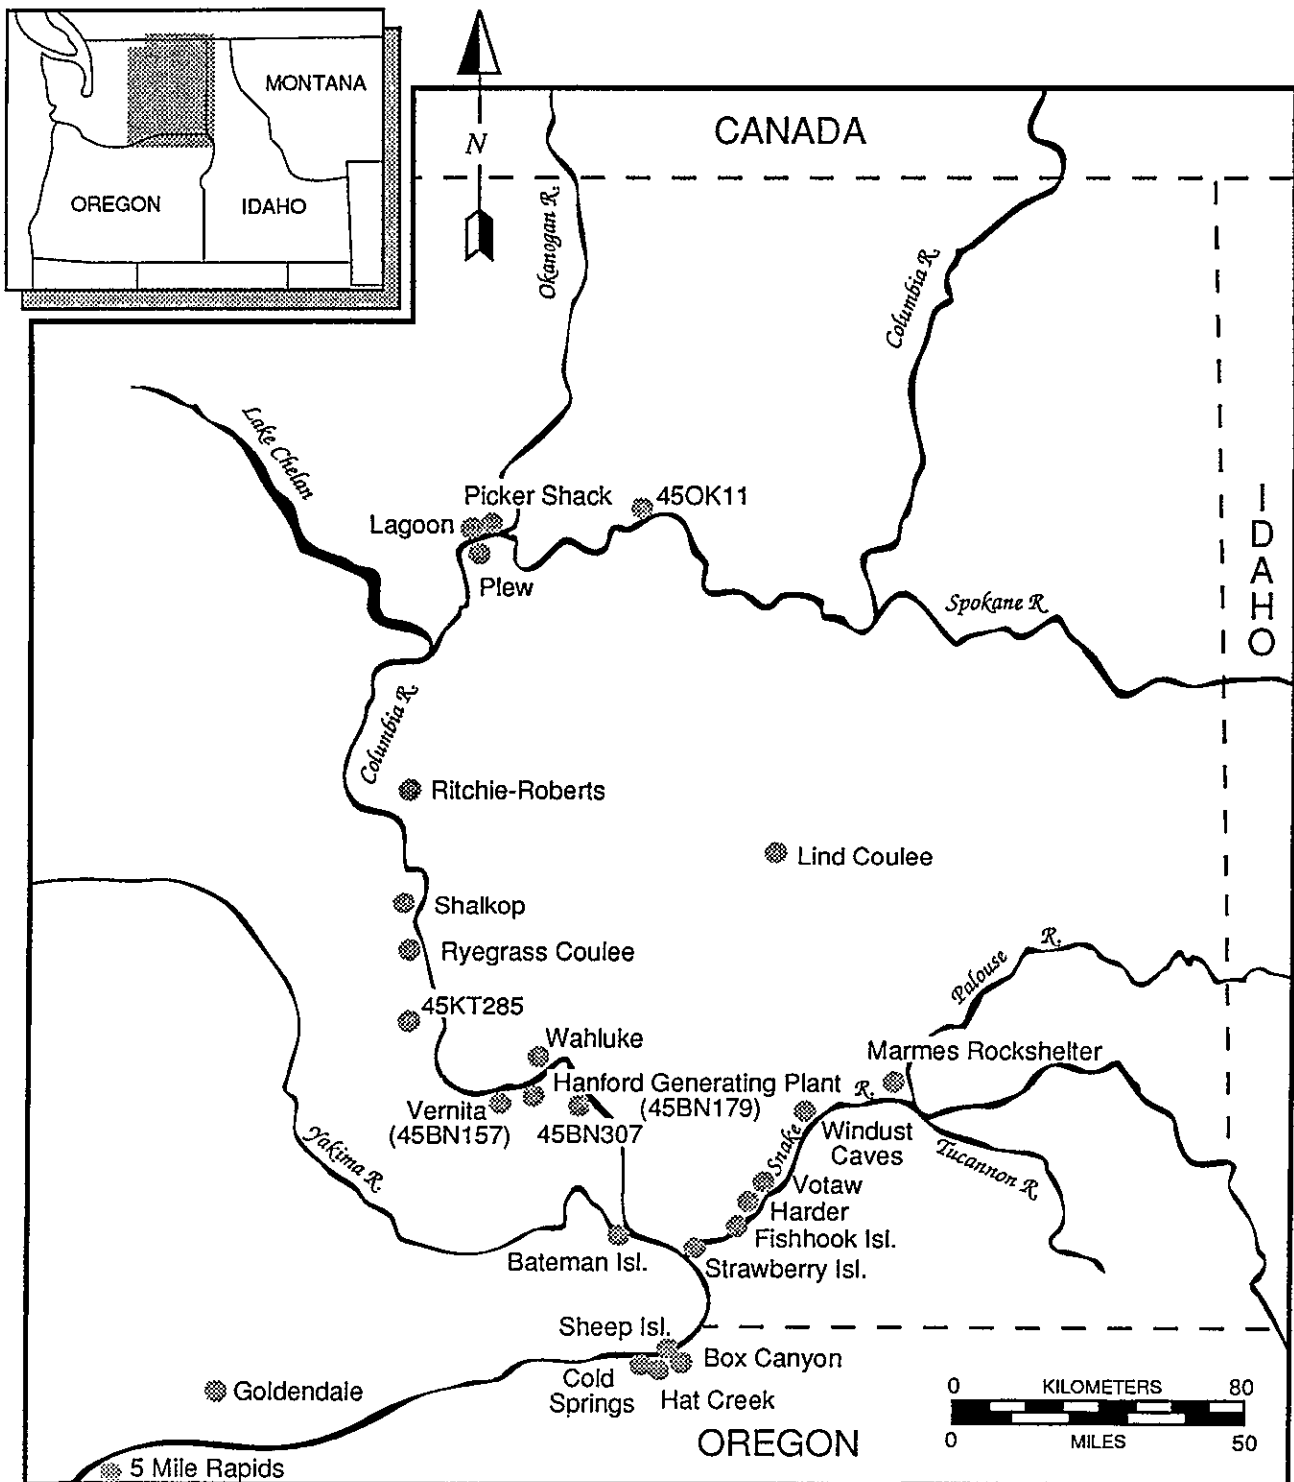 MONTANA
OREGON
IDAHO
N
CANADA
Okanogan R.
Columbia R.
Lake Chelan
Picker Shack
45OK11
Lagoon
Plew
IDAHO
Spokane R
Columbia R.
Ritchie-Roberts
Lind Coulee
Shalkop
Ryegrass Coulee
Palouse R.
45KT285
Wahluke
Marmes Rockshelter
Hanford Generating Plant
(45BN179)
Vernita
(45BN157)
45BN307
Snake R.
Windust
Caves
Tucannon R.
Yakima R.
Votaw
Harder
Fishhook Isl.
Bateman Isl.
Strawberry Isl.
Sheep Isl.
Box Canyon
Cold
Springs
Hat Creek
Goldendale
0 KILOMETERS 80
0 MILES 50
OREGON
5 Mile Rapids